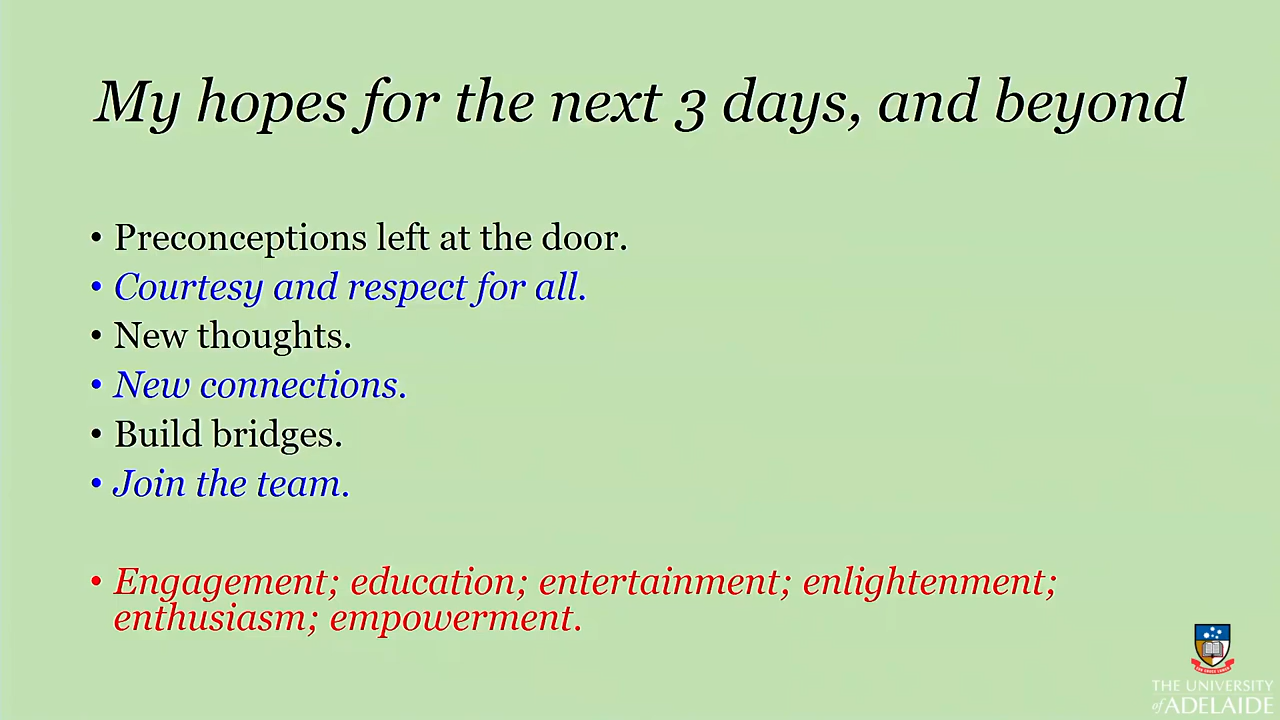 My hopes for the next 3 days, and beyond
• Preconceptions left at the door.
• Courtesy and respect for all.
• New thoughts.
• New connections.
• Build bridges.
• Join the team.
• Engagement; education; entertainment; enlightenment;
enthusiasm; empowerment.
THE UNIVERSITY
of ADELAIDE